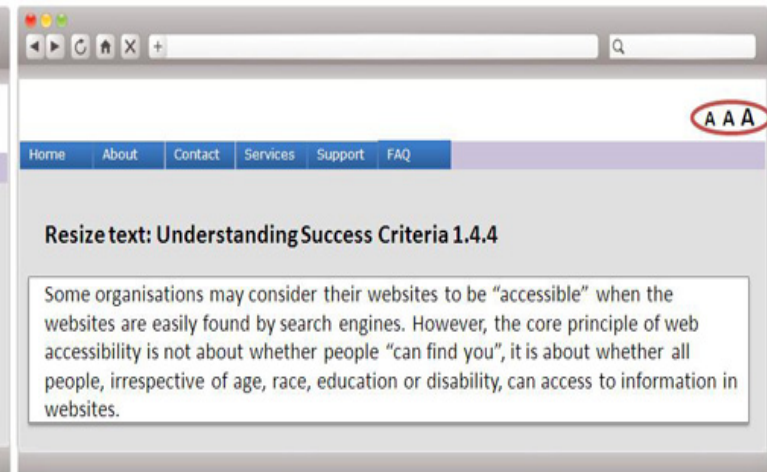 A A A
Home About Contact Services Support FAQ
Resize text: Understanding Success Criteria 1.4.4
Some organisations may consider their websites to be “accessible” when the
websites are easily found by search engines. However, the core principle of web
accessibility is not about whether people “can find you”, it is about whether all
people, irrespective of age, race, education or disability, can access to information in
websites.